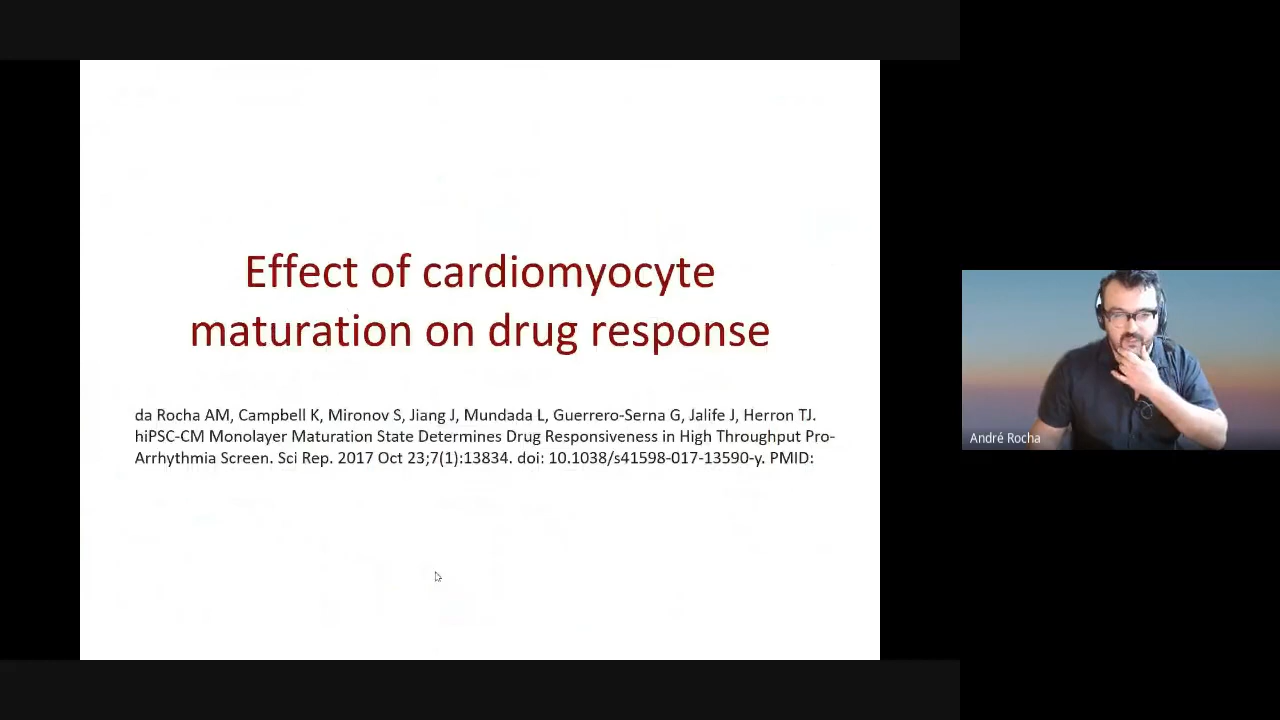 Effect of cardiomyocyte
maturation on drug response
da Rocha AM, Campbell K, Mironov S, Jiang J, Mundada L, Guerrero-Serna G, Jalife J, Herron TJ.
hiPSC-CM Monolayer Maturation State Determines Drug Responsiveness in High Throughput Pro-
Arrhythmia Screen. Sci Rep. 2017 Oct 23;7(1):13834. doi: 10.1038/s41598-017-13590-y. PMID:
André Rocha